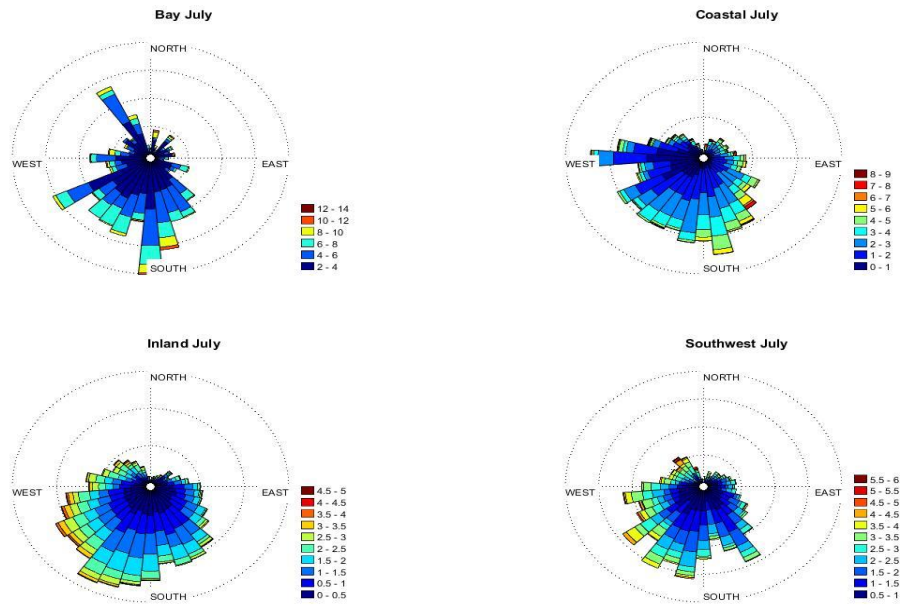 Bay July
NORTH
WEST
EAST
SOUTH
12 - 14
10 - 12
8 - 10
6 - 8
4 - 6
2 - 4
Coastal July
NORTH
WEST
EAST
SOUTH
8 - 9
7 - 8
6 - 7
5 - 6
4 - 5
3 - 4
2 - 3
1 - 2
0 - 1
Inland July
NORTH
WEST
EAST
SOUTH
4.5 - 5
4 - 4.5
3.5 - 4
3 - 3.5
2.5 - 3
2 - 2.5
1.5 - 2
1 - 1.5
0.5 - 1
0 - 0.5
Southwest July
NORTH
WEST
EAST
SOUTH
5.5 - 6
5 - 5.5
4.5 - 5
4 - 4.5
3.5 - 4
3 - 3.5
2.5 - 3
2 - 2.5
1.5 - 2
1 - 1.5
0.5 - 1